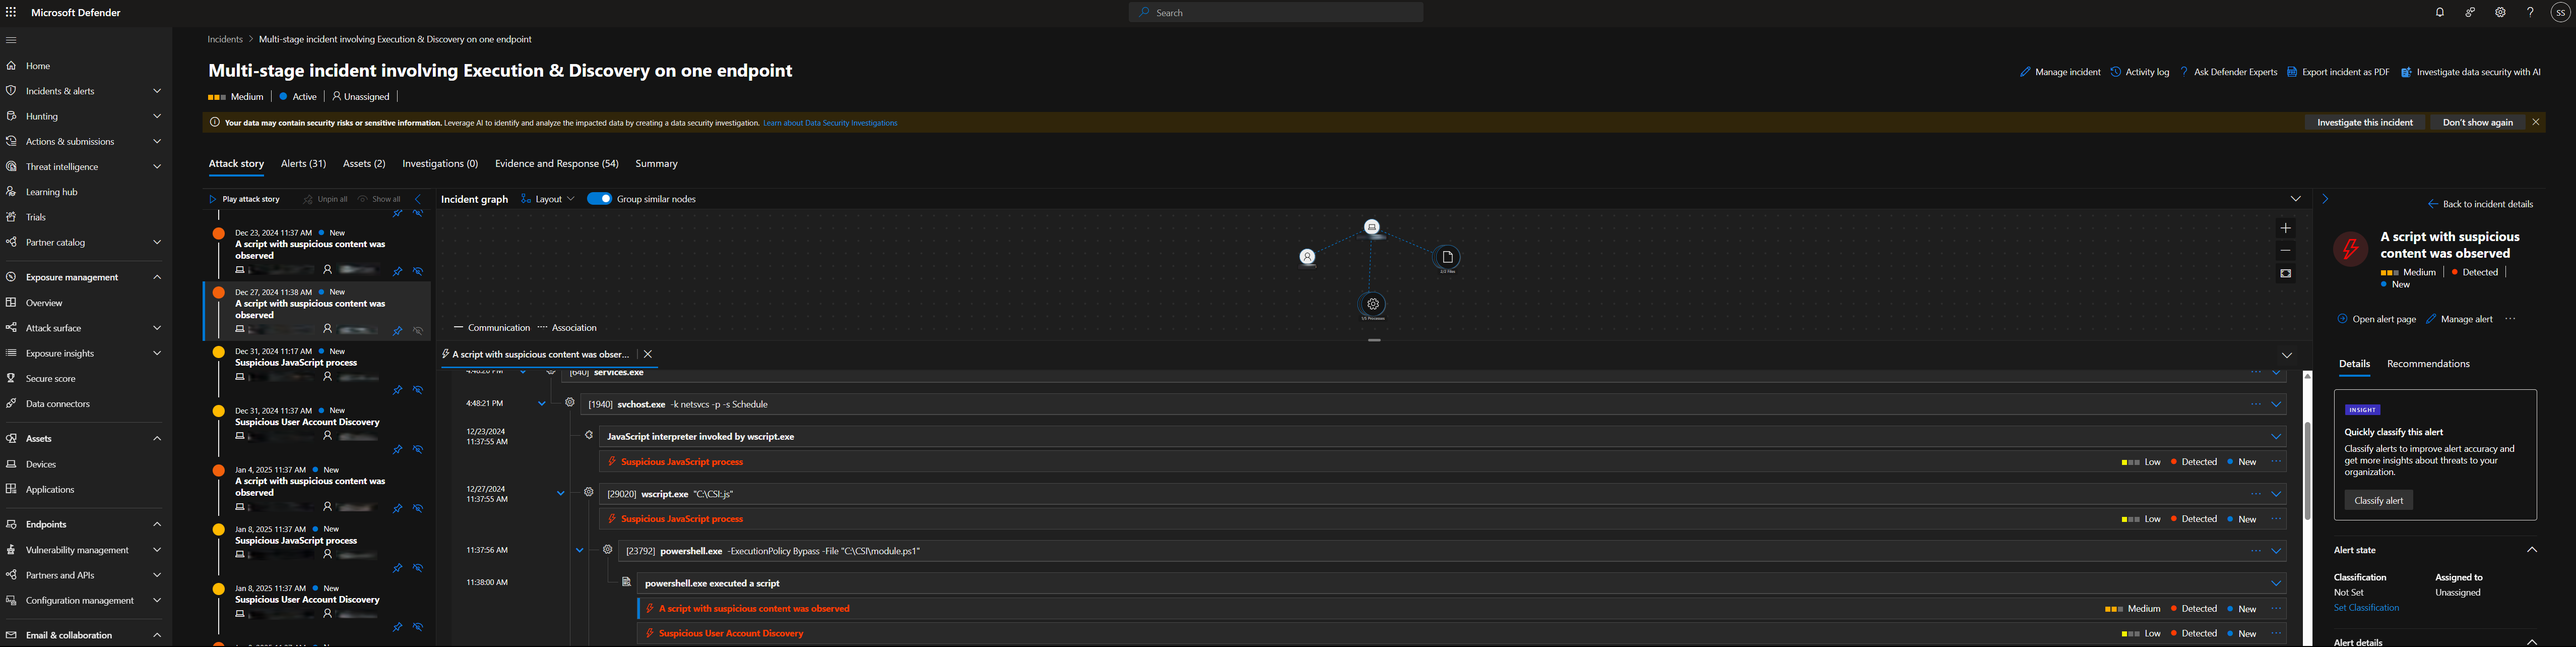 Microsoft Defender
Search
SS
Home
Incidents & alerts
Hunting
Actions & submissions
Threat intelligence
Learning hub
Trials
Partner catalog
Exposure management
Overview
Attack surface
Exposure insights
Secure score
Data connectors
Assets
Devices
Applications
Endpoints
Vulnerability management
Partners and APIs
Configuration management
Email & collaboration
Incidents > Multi-stage incident involving Execution & Discovery on one endpoint
Multi-stage incident involving Execution & Discovery on one endpoint
Manage incident Activity log Ask Defender Experts Export incident as PDF Investigate data security with AI
Medium | Active | Unassigned |
Your data may contain security risks or sensitive information. Leverage AI to identify and analyze the impacted data by creating a data security investigation. Learn about Data Security Investigations
Investigate this incident Don't show again
Attack story Alerts (31) Assets (2) Investigations (0) Evidence and Response (54) Summary
Play attack story Unpin all Show all
Dec 23, 2024 11:37 AM New
A script with suspicious content was
observed
Dec 27, 2024 11:38 AM New
A script with suspicious content was
observed
Dec 31, 2024 11:17 AM New
Suspicious JavaScript process
Dec 31, 2024 11:37 AM New
Suspicious User Account Discovery
Jan 4, 2025 11:37 AM New
A script with suspicious content was
observed
Jan 8, 2025 11:37 AM New
Suspicious JavaScript process
Jan 8, 2025 11:37 AM New
Suspicious User Account Discovery
Incident graph Layout Group similar nodes
Communication Association
A script with suspicious content was obser...
[640] services.exe
4:48:21 PM
[1940] svchost.exe -k netsvcs -p -s Schedule
12/23/2024
11:37:55 AM
JavaScript interpreter invoked by wscript.exe
Suspicious JavaScript process Low Detected New
12/27/2024
11:37:55 AM
[29020] wscript.exe "C:\CSI:.js"
Suspicious JavaScript process Low Detected New
11:37:56 AM
[23792] powershell.exe -ExecutionPolicy Bypass -File "C:\CSI\module.ps1"
11:38:00 AM
powershell.exe executed a script
A script with suspicious content was observed Medium Detected New
Suspicious User Account Discovery Low Detected New
Back to incident details
A script with suspicious
content was observed
Medium | Detected |
New
Open alert page Manage alert
Details Recommendations
INSIGHT
Quickly classify this alert
Classify alerts to improve alert accuracy and
get more insights about threats to your
organization.
Classify alert
Alert state
Classification Assigned to
Not Set Unassigned
Set Classification
Alert details